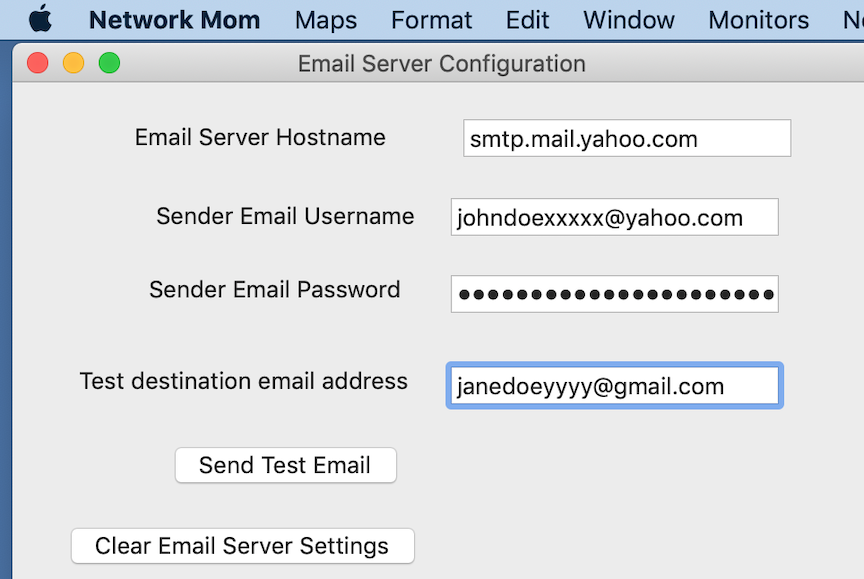 Network Mom Maps Format Edit Window Monitors
Email Server Configuration
Email Server Hostname smtp.mail.yahoo.com
Sender Email Username johndoexxxxx@yahoo.com
Sender Email Password ●●●●●●●●●●●●●●●●●●●●●●
Test destination email address janedoeyyyy@gmail.com
Send Test Email
Clear Email Server Settings